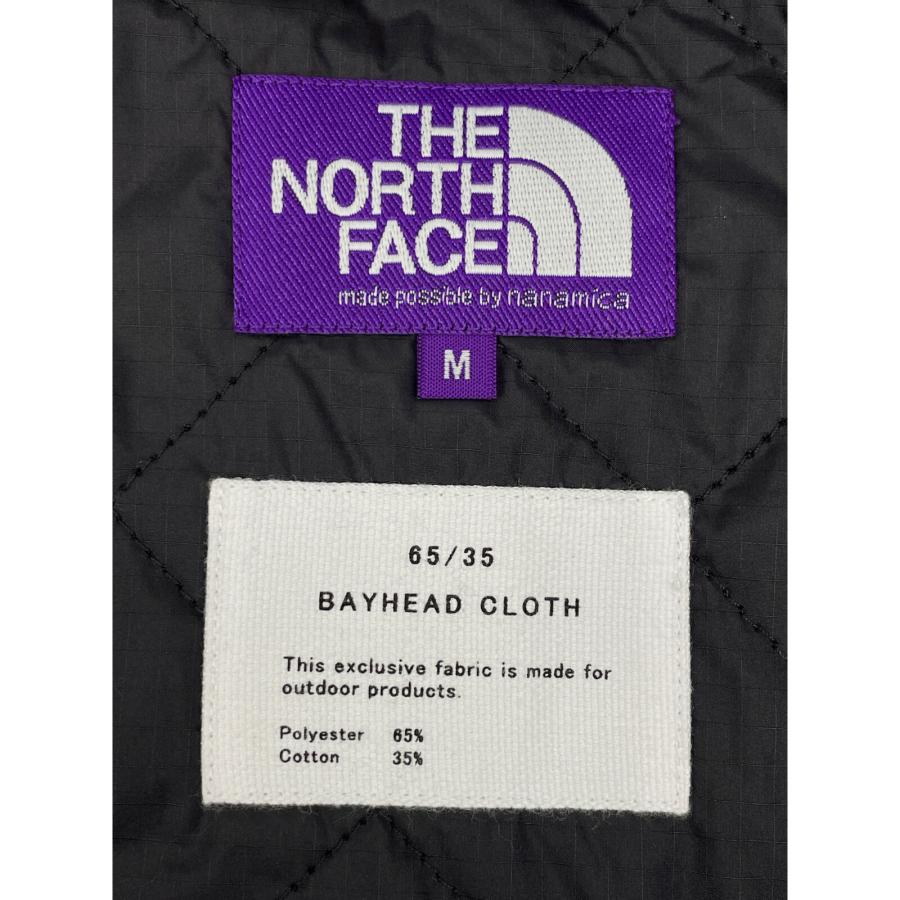 THE
NORTH
FACE
made possible by nanamica
M
65/35
BAYHEAD CLOTH
This exclusive fabric is made for
outdoor products.
Polyester 65%
Cotton 35%